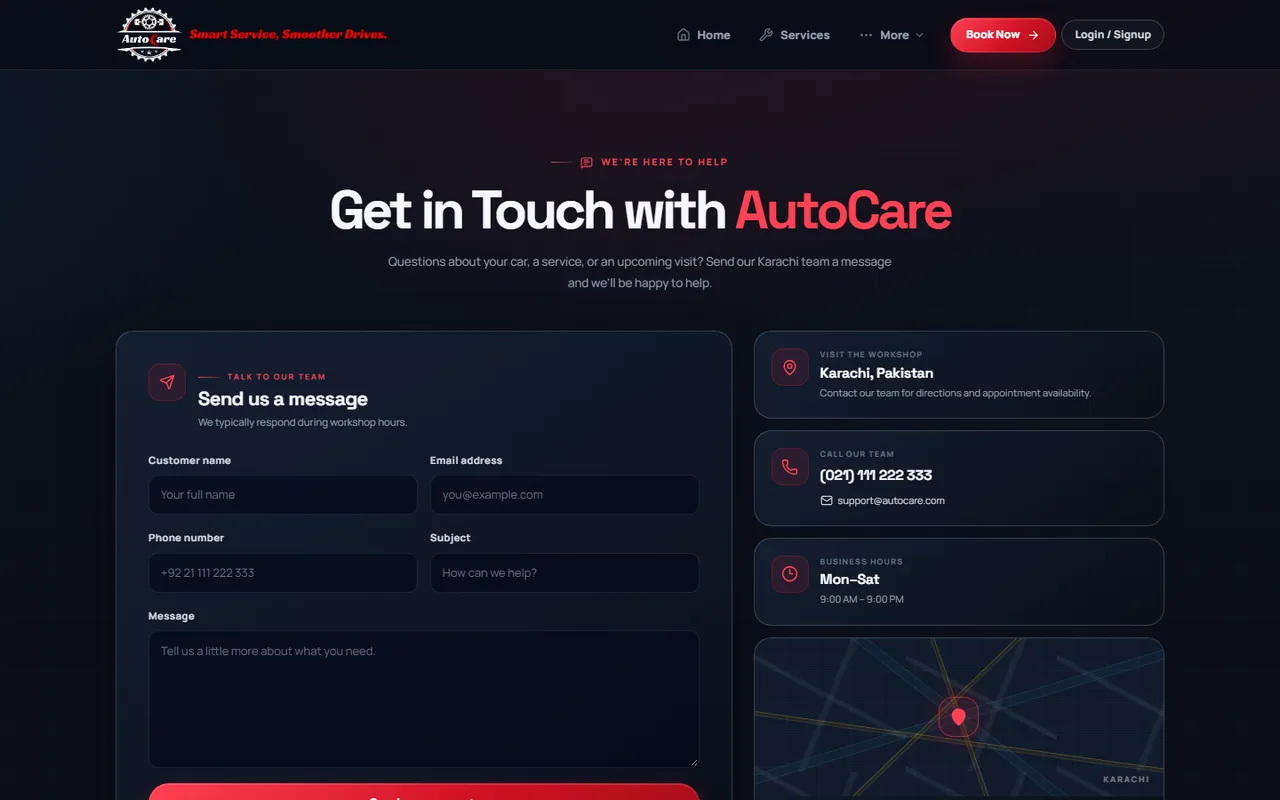 AutoCare
Smart Service, Smoother Drives.
Home
Services
More
Book Now
Login / Signup
WE'RE HERE TO HELP
Get in Touch with AutoCare
Questions about your car, a service, or an upcoming visit? Send our Karachi team a message
and we'll be happy to help.
TALK TO OUR TEAM
Send us a message
We typically respond during workshop hours.
Customer name
Email address
Your full name
you@example.com
Phone number
Subject
+92 21 111 222 333
How can we help?
Message
Tell us a little more about what you need.
VISIT THE WORKSHOP
Karachi, Pakistan
Contact our team for directions and appointment availability.
CALL OUR TEAM
(021) 111 222 333
support@autocare.com
BUSINESS HOURS
Mon–Sat
9:00 AM – 9:00 PM
KARACHI